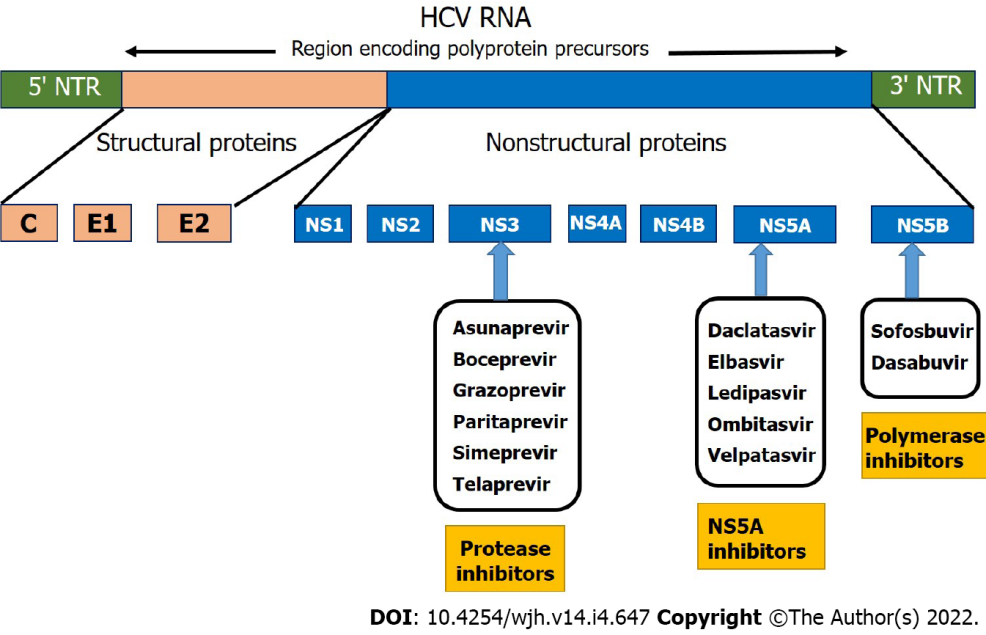 HCV RNA
Region encoding polyprotein precursors
5' NTR
3' NTR
Structural proteins
Nonstructural proteins
C
E1
E2
NS1
NS2
NS3
NS4A
NS4B
NS5A
NS5B
Asunaprevir
Boceprevir
Grazoprevir
Paritaprevir
Simeprevir
Telaprevir
Protease
inhibitors
Daclatasvir
Elbasvir
Ledipasvir
Ombitasvir
Velpatasvir
NS5A
inhibitors
Sofosbuvir
Dasabuvir
Polymerase
inhibitors
DOI: 10.4254/wjh.v14.i4.647 Copyright ©The Author(s) 2022.